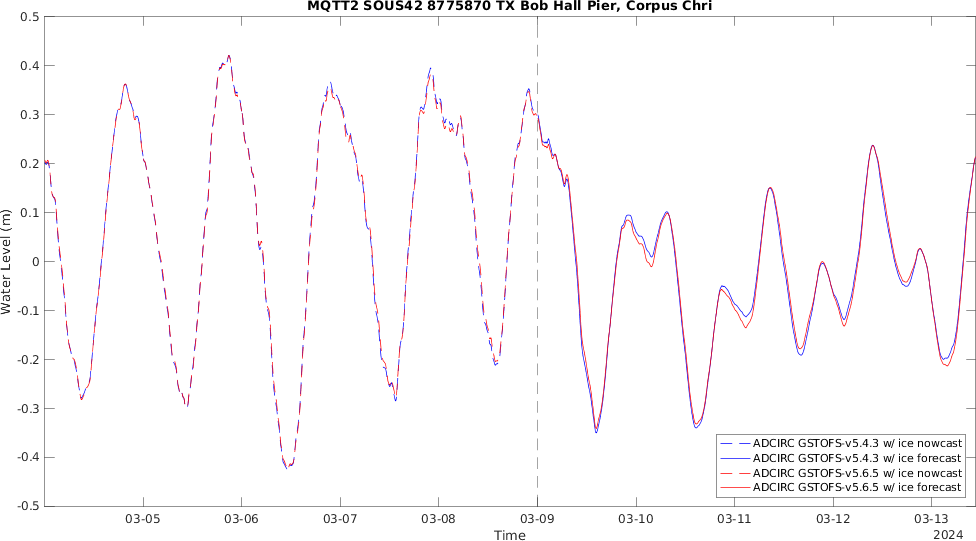 MQTT2 SOUS42 8775870 TX Bob Hall Pier, Corpus Chri
0.5
0.4
0.3
0.2
0.1
0
-0.1
-0.2
-0.3
-0.4
-0.5
Water Level (m)
ADCIRC GSTOFS-v5.4.3 w/ ice nowcast
ADCIRC GSTOFS-v5.4.3 w/ ice forecast
ADCIRC GSTOFS-v5.6.5 w/ ice nowcast
ADCIRC GSTOFS-v5.6.5 w/ ice forecast
03-05 03-06 03-07 03-08 03-09 03-10 03-11 03-12 03-13
Time 2024